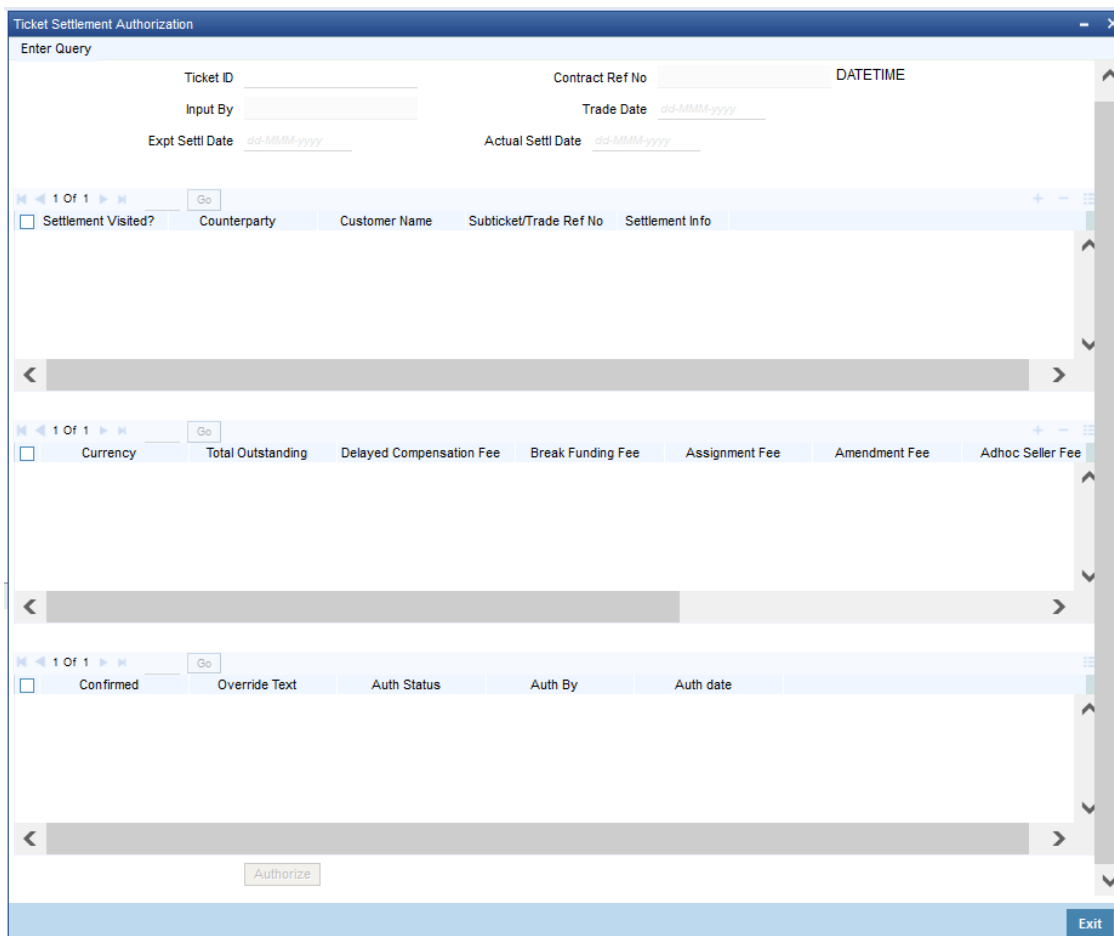 Ticket Settlement Authorization
Enter Query
Ticket ID Contract Ref No DATETIME
Input By Trade Date dd-MMM-yyyy
Expt Settl Date dd-MMM-yyyy Actual Settl Date dd-MMM-yyyy
1 Of 1 Go
Settlement Visited? Counterparty Customer Name Subticket/Trade Ref No Settlement Info
1 Of 1 Go
Currency Total Outstanding Delayed Compensation Fee Break Funding Fee Assignment Fee Amendment Fee Adhoc Seller Fee
1 Of 1 Go
Confirmed Override Text Auth Status Auth By Auth date
Authorize
Exit